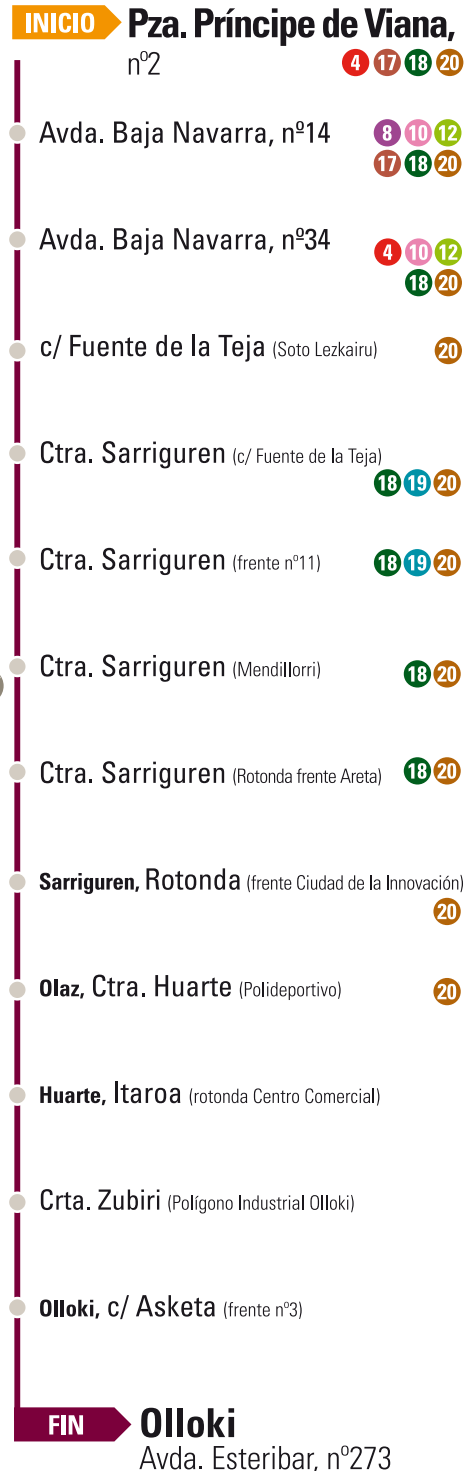 INICIO Pza. Príncipe de Viana,
nº2 4 17 18 20
Avda. Baja Navarra, nº14 8 10 12
17 18 20
Avda. Baja Navarra, nº34 4 10 12
18 20
c/ Fuente de la Teja (Soto Lezkairu) 20
Ctra. Sarriguren (c/ Fuente de la Teja)
18 19 20
Ctra. Sarriguren (frente nº11) 18 19 20
Ctra. Sarriguren (Mendillorri) 18 20
Ctra. Sarriguren (Rotonda frente Areta) 18 20
Sarriguren, Rotonda (frente Ciudad de la Innovación)
20
Olaz, Ctra. Huarte (Polideportivo) 20
Huarte, Itaroa (rotonda Centro Comercial)
Crta. Zubiri (Polígono Industrial Olloki)
Olloki, c/ Asketa (frente nº3)
FIN Olloki
Avda. Esteribar, nº273